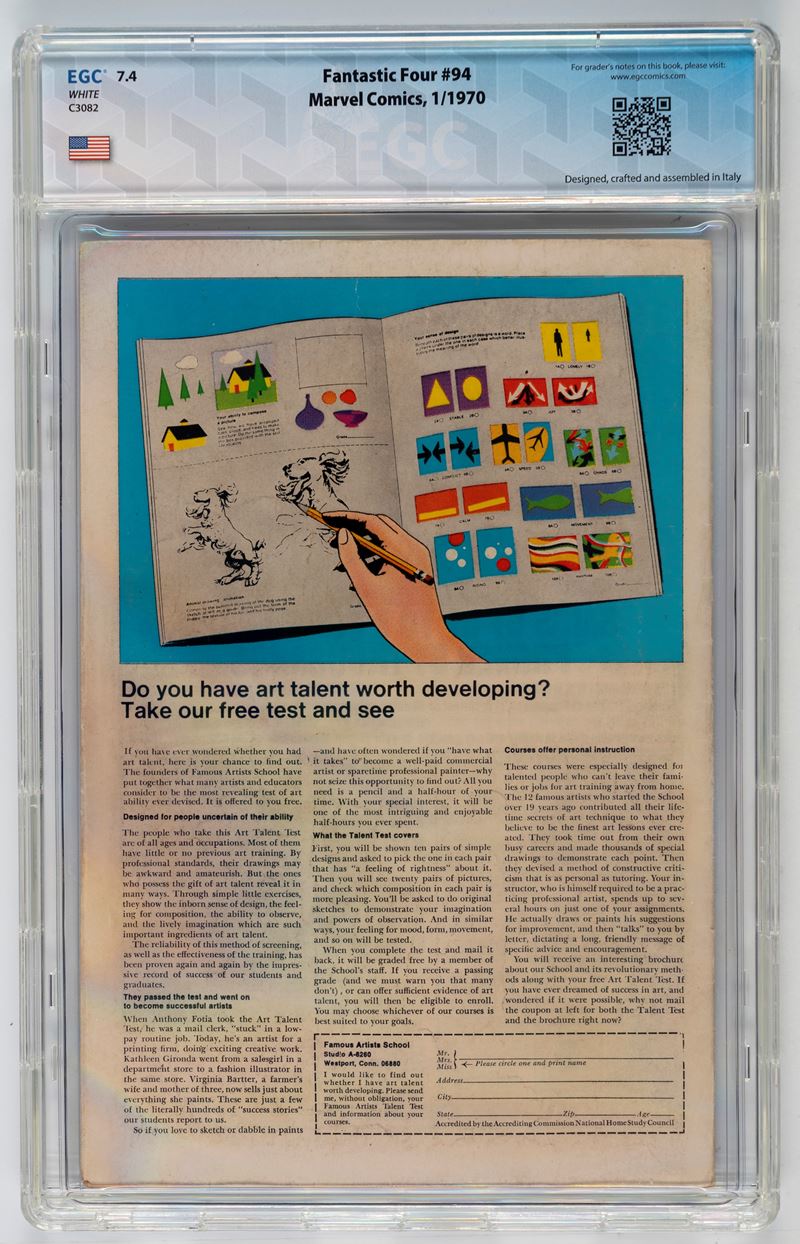 EGC 7.4
WHITE
C3082
Fantastic Four #94
Marvel Comics, 1/1970
For grader's notes on this book, please visit:
www.egccomics.com
EGC
Designed, crafted and assembled in Italy
Your ability to compose
a picture
Grade
Animal drawing
Your sense of design
LONELY
STABLE
JOY
CONFLICT
SPEED
CHAOS
CALM
MOVEMENT
RISING
RHYTHM
Do you have art talent worth developing?
Take our free test and see
If you have ever wondered whether you had
art talent, here is your chance to find out.
The founders of Famous Artists School have
put together what many artists and educators
consider to be the most revealing test of art
ability ever devised. It is offered to you free.
Designed for people uncertain of their ability
The people who take this Art Talent Test
are of all ages and occupations. Most of them
have little or no previous art training. By
professional standards, their drawings may
be awkward and amateurish. But the ones
who possess the gift of art talent reveal it in
many ways. Through simple little exercises,
they show the inborn sense of design, the feel-
ing for composition, the ability to observe,
and the lively imagination which are such
important ingredients of art talent.
The reliability of this method of screening,
as well as the effectiveness of the training, has
been proven again and again by the impres-
sive record of success of our students and
graduates.
They passed the test and went on
to become successful artists
When Anthony Fotia took the Art Talent
Test, he was a mail clerk, "stuck" in a low-
pay routine job. Today, he's an artist for a
printing firm, doing exciting creative work.
Kathleen Gironda went from a salesgirl in a
department store to a fashion illustrator in
the same store. Virginia Bartter, a farmer's
wife and mother of three, now sells just about
everything she paints. These are just a few
of the literally hundreds of "success stories"
our students report to us.
So if you love to sketch or dabble in paints
—and have often wondered if you "have what
it takes" to become a well-paid commercial
artist or sparetime professional painter—why
not seize this opportunity to find out? All you
need is a pencil and a half-hour of your
time. With your special interest, it will be
one of the most intriguing and enjoyable
half-hours you ever spent.
What the Talent Test covers
First, you will be shown ten pairs of simple
designs and asked to pick the one in each pair
that has "a feeling of rightness" about it.
Then you will see twenty pairs of pictures,
and check which composition in each pair is
more pleasing. You'll be asked to do original
sketches to demonstrate your imagination
and powers of observation. And in similar
ways, your feeling for mood, form, movement,
and so on will be tested.
When you complete the test and mail it
back, it will be graded free by a member of
the School's staff. If you receive a passing
grade (and we must warn you that many
don't), or can offer sufficient evidence of art
talent, you will then be eligible to enroll.
You may choose whichever of our courses is
best suited to your goals.
Courses offer personal instruction
These courses were especially designed for
talented people who can't leave their fami-
lies or jobs for art training away from home.
The 12 famous artists who started the School
over 19 years ago contributed all their life-
time secrets of art technique to what they
believe to be the finest art lessons ever cre-
ated. They took time out from their own
busy careers and made thousands of special
drawings to demonstrate each point. Then
they devised a method of constructive criti-
cism that is as personal as tutoring. Your in-
structor, who is himself required to be a prac-
ticing professional artist, spends up to sev-
eral hours on just one of your assignments.
He actually draws or paints his suggestions
for improvement, and then "talks" to you by
letter, dictating a long, friendly message of
specific advice and encouragement.
You will receive an interesting brochure
about our School and its revolutionary meth-
ods along with your free Art Talent Test. If
you have ever dreamed of success in art, and
wondered if it were possible, why not mail
the coupon at left for both the Talent Test
and the brochure right now?
Famous Artists School
Studio A-6260
Westport, Conn. 06880
I would like to find out
whether I have art talent
worth developing. Please send
me, without obligation, your
Famous Artists Talent Test
and information about your
courses.
Mr.
Mrs.
Miss
Please circle one and print name
Address
City
State Zip Age
Accredited by the Accrediting Commission National Home Study Council